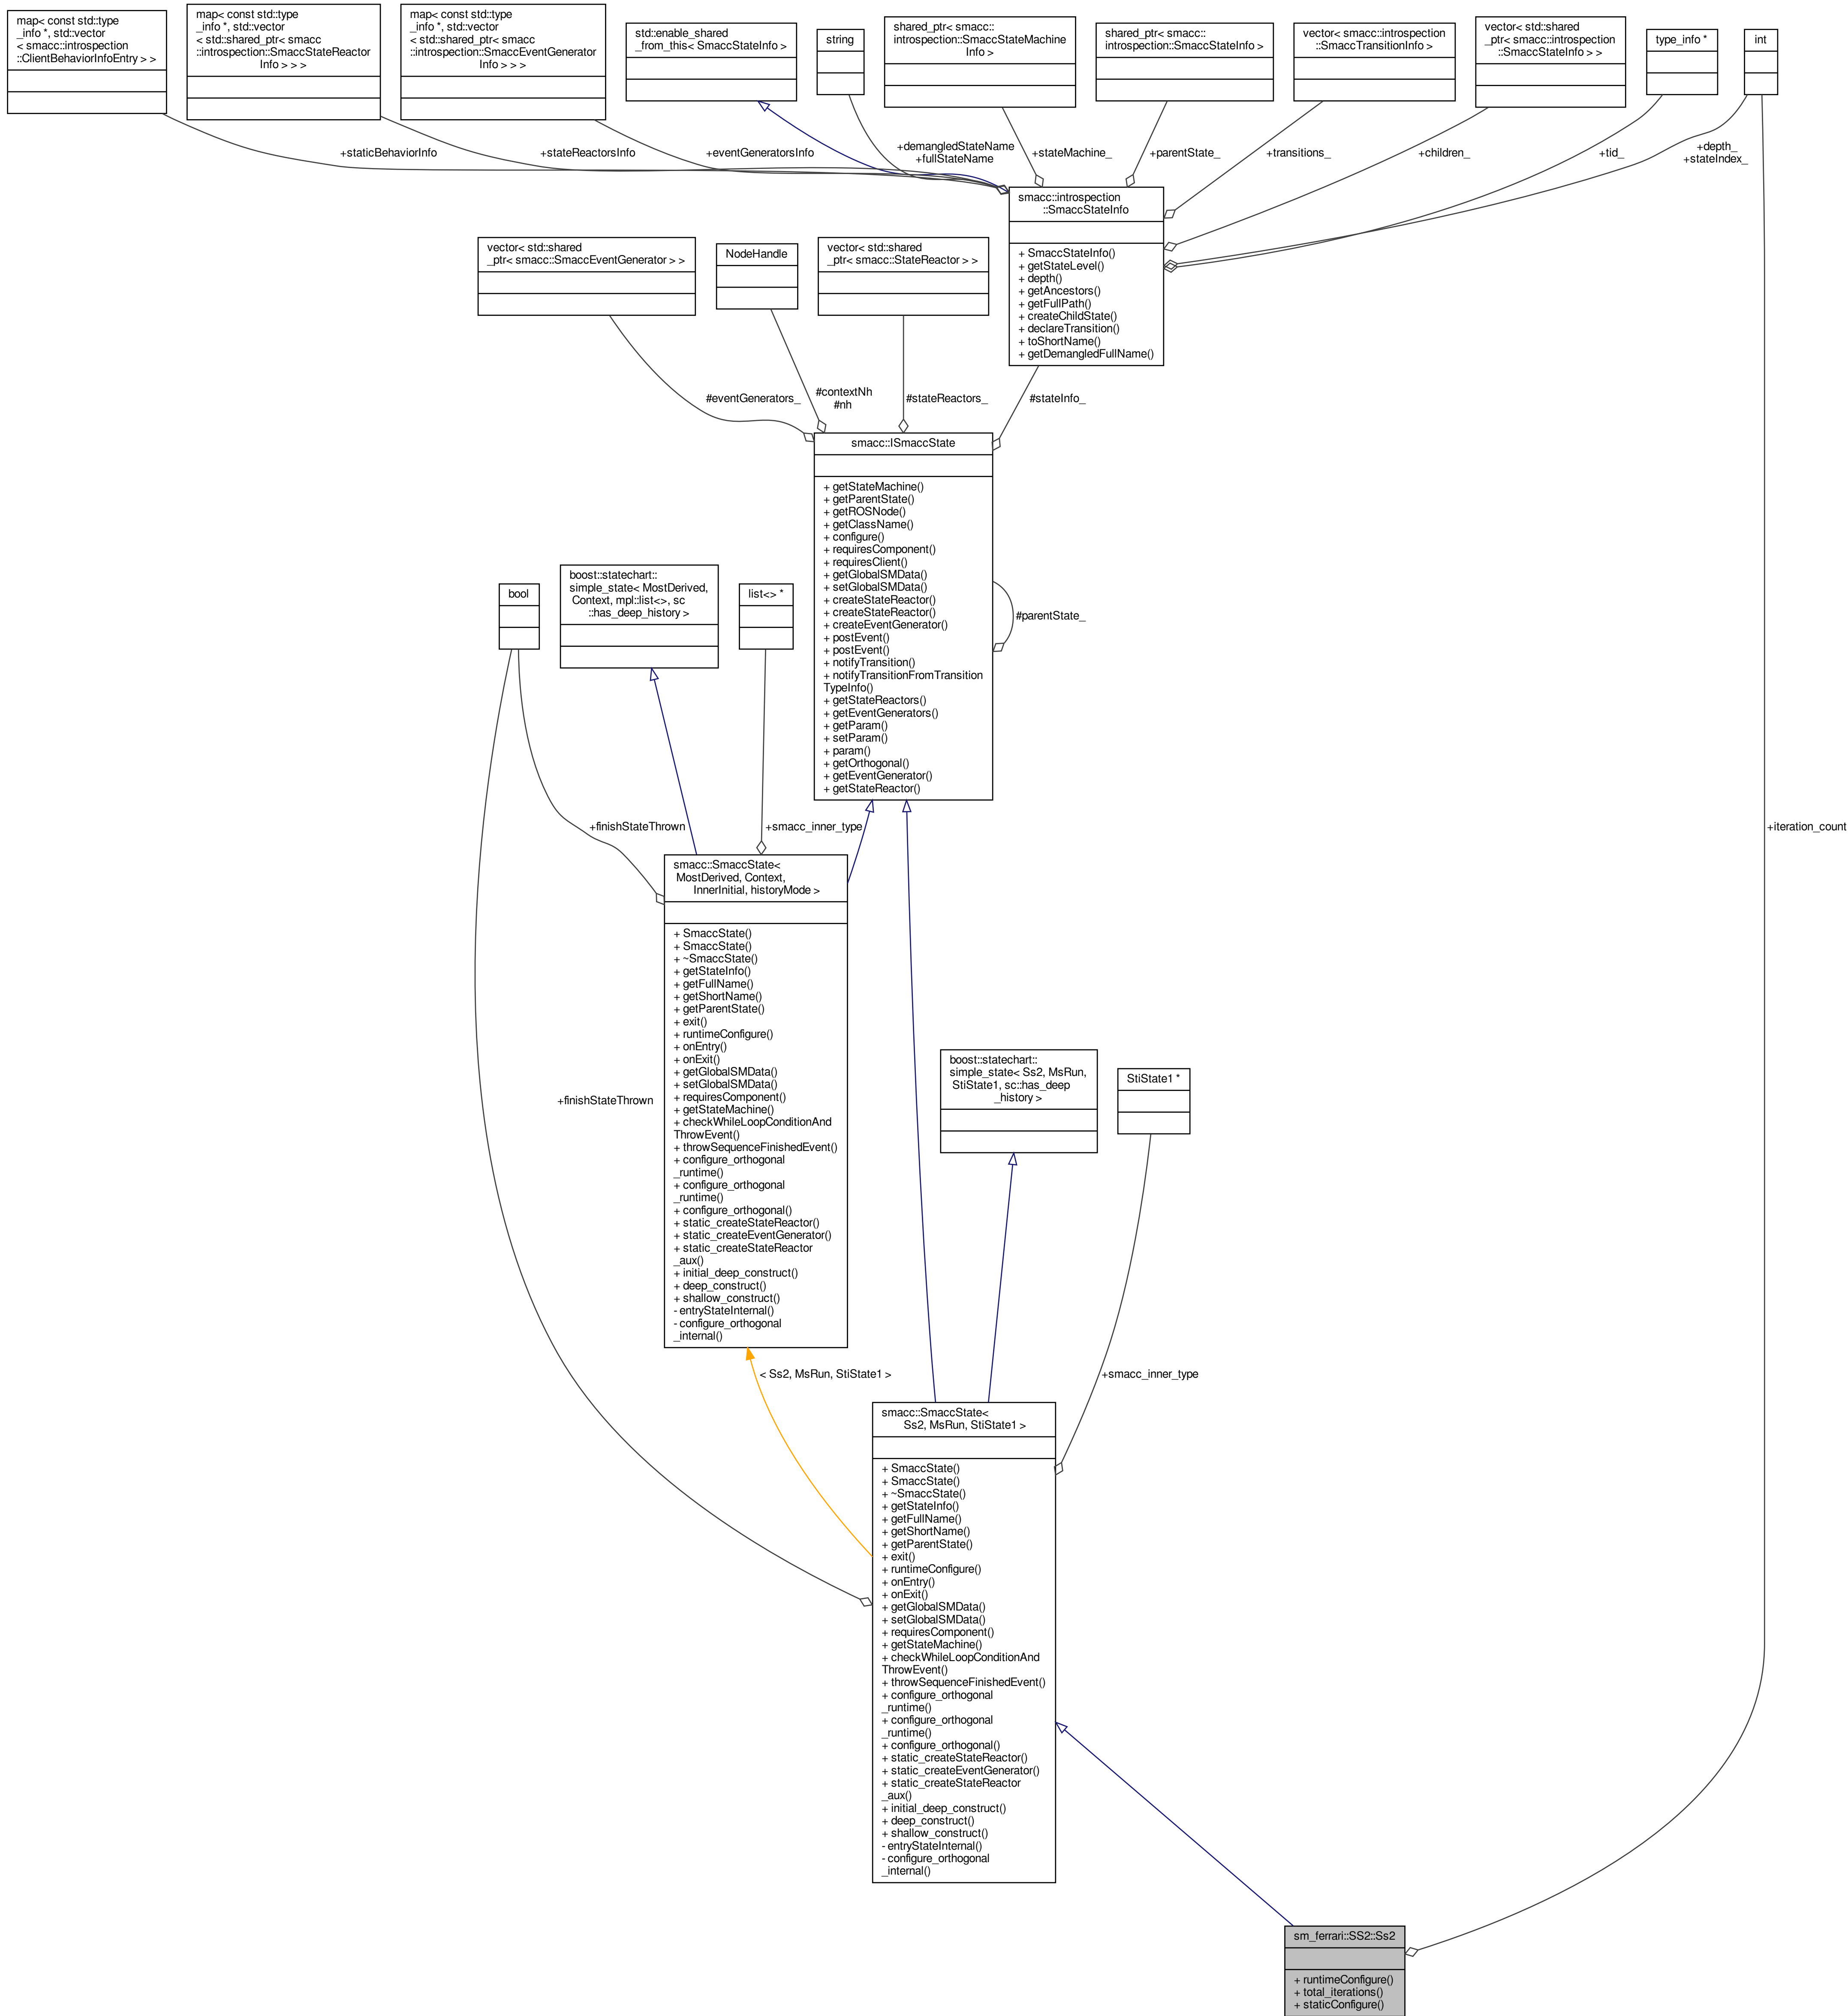 map< const std::type
_info *, std::vector
< smacc::introspection
::ClientBehaviorInfoEntry > >
map< const std::type
_info *, std::vector
< std::shared_ptr< smacc
::introspection::SmaccStateReactor
Info > > >
map< const std::type
_info *, std::vector
< std::shared_ptr< smacc
::introspection::SmaccEventGenerator
Info > > >
std::enable_shared
_from_this< SmaccStateInfo >
string
shared_ptr< smacc::
introspection::SmaccStateMachine
Info >
shared_ptr< smacc::
introspection::SmaccStateInfo >
vector< smacc::introspection
::SmaccTransitionInfo >
vector< std::shared
_ptr< smacc::introspection
::SmaccStateInfo > >
type_info *
int
+staticBehaviorInfo
+stateReactorsInfo
+eventGeneratorsInfo
+demangledStateName
+fullStateName
+stateMachine_
+parentState_
+transitions_
+children_
+tid_
+depth_
+stateIndex_
smacc::introspection
::SmaccStateInfo
+ SmaccStateInfo()
+ getStateLevel()
+ depth()
+ getAncestors()
+ getFullPath()
+ createChildState()
+ declareTransition()
+ toShortName()
+ getDemangledFullName()
vector< std::shared
_ptr< smacc::SmaccEventGenerator > >
NodeHandle
vector< std::shared
_ptr< smacc::StateReactor > >
#eventGenerators_
#contextNh
#nh
#stateReactors_
#stateInfo_
smacc::ISmaccState
+ getStateMachine()
+ getParentState()
+ getROSNode()
+ getClassName()
+ configure()
+ requiresComponent()
+ requiresClient()
+ getGlobalSMData()
+ setGlobalSMData()
+ createStateReactor()
+ createStateReactor()
+ createEventGenerator()
+ postEvent()
+ postEvent()
+ notifyTransition()
+ notifyTransitionFromTransition
TypeInfo()
+ getStateReactors()
+ getEventGenerators()
+ getParam()
+ setParam()
+ param()
+ getOrthogonal()
+ getEventGenerator()
+ getStateReactor()
#parentState_
bool
boost::statechart::
simple_state< MostDerived,
Context, mpl::list<>, sc
::has_deep_history >
list<> *
+finishStateThrown
+smacc_inner_type
+iteration_count
smacc::SmaccState<
MostDerived, Context,
InnerInitial, historyMode >
+ SmaccState()
+ SmaccState()
+ ~SmaccState()
+ getStateInfo()
+ getFullName()
+ getShortName()
+ getParentState()
+ exit()
+ runtimeConfigure()
+ onEntry()
+ onExit()
+ getGlobalSMData()
+ setGlobalSMData()
+ requiresComponent()
+ getStateMachine()
+ checkWhileLoopConditionAnd
ThrowEvent()
+ throwSequenceFinishedEvent()
+ configure_orthogonal
_runtime()
+ configure_orthogonal
_runtime()
+ configure_orthogonal()
+ static_createStateReactor()
+ static_createEventGenerator()
+ static_createStateReactor
_aux()
+ initial_deep_construct()
+ deep_construct()
+ shallow_construct()
- entryStateInternal()
- configure_orthogonal
_internal()
+finishStateThrown
boost::statechart::
simple_state< Ss2, MsRun,
StiState1, sc::has_deep
_history >
StiState1 *
< Ss2, MsRun, StiState1 >
+smacc_inner_type
smacc::SmaccState<
Ss2, MsRun, StiState1 >
+ SmaccState()
+ SmaccState()
+ ~SmaccState()
+ getStateInfo()
+ getFullName()
+ getShortName()
+ getParentState()
+ exit()
+ runtimeConfigure()
+ onEntry()
+ onExit()
+ getGlobalSMData()
+ setGlobalSMData()
+ requiresComponent()
+ getStateMachine()
+ checkWhileLoopConditionAnd
ThrowEvent()
+ throwSequenceFinishedEvent()
+ configure_orthogonal
_runtime()
+ configure_orthogonal
_runtime()
+ configure_orthogonal()
+ static_createStateReactor()
+ static_createEventGenerator()
+ static_createStateReactor
_aux()
+ initial_deep_construct()
+ deep_construct()
+ shallow_construct()
- entryStateInternal()
- configure_orthogonal
_internal()
sm_ferrari::SS2::Ss2
+ runtimeConfigure()
+ total_iterations()
+ staticConfigure()